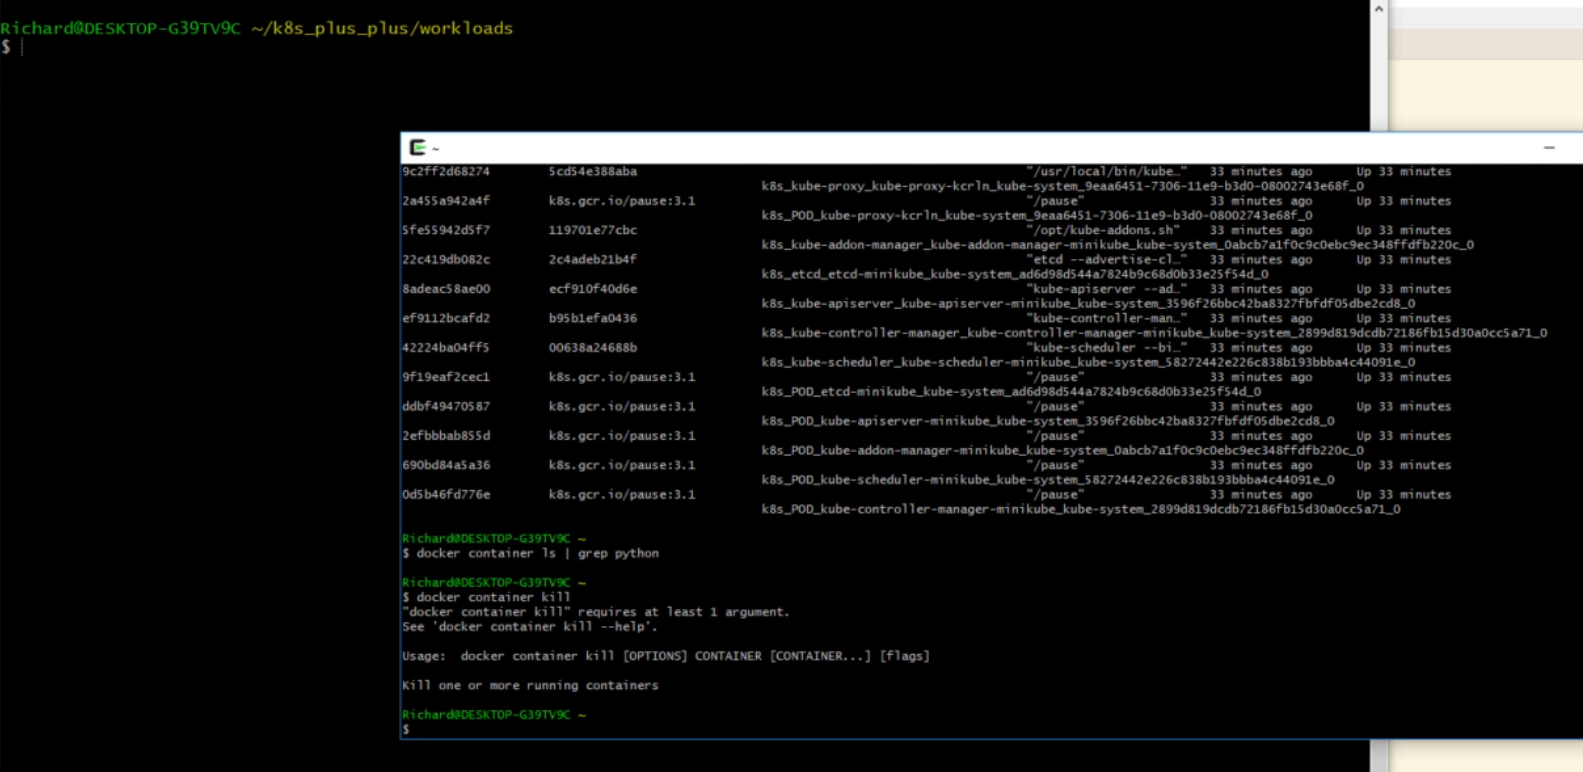 Richard@DESKTOP-G39TV9C ~/k8s_plus_plus/workloads
$
~
9c2ff2d68274 5cd54e388aba "/usr/local/bin/kube…" 33 minutes ago Up 33 minutes
k8s_kube-proxy_kube-proxy-kcrln_kube-system_9eaa6451-7306-11e9-b3d0-08002743e68f_0
2a455a942a4f k8s.gcr.io/pause:3.1 "/pause" 33 minutes ago Up 33 minutes
k8s_POD_kube-proxy-kcrln_kube-system_9eaa6451-7306-11e9-b3d0-08002743e68f_0
5fe55942d5f7 119701e77cbc "/opt/kube-addons.sh" 33 minutes ago Up 33 minutes
k8s_kube-addon-manager_kube-addon-manager-minikube_kube-system_0abcb7a1f0c9c0ebc9ec348ffdfb220c_0
22c419db082c 2c4adeb21b4f "etcd --advertise-cl…" 33 minutes ago Up 33 minutes
k8s_etcd_etcd-minikube_kube-system_ad6d98d544a7824b9c68d0b33e25f54d_0
8adeac58ae00 ecf910f40d6e "kube-apiserver --ad…" 33 minutes ago Up 33 minutes
k8s_kube-apiserver_kube-apiserver-minikube_kube-system_3596f26bbc42ba8327fbfdf05dbe2cd8_0
ef9112bcafd2 b95b1efa0436 "kube-controller-man…" 33 minutes ago Up 33 minutes
k8s_kube-controller-manager_kube-controller-manager-minikube_kube-system_2899d819dcdb72186fb15d30a0cc5a71_0
42224ba04ff5 00638a24688b "kube-scheduler --bi…" 33 minutes ago Up 33 minutes
k8s_kube-scheduler_kube-scheduler-minikube_kube-system_58272442e226c838b193bbba4c44091e_0
9f19eaf2cec1 k8s.gcr.io/pause:3.1 "/pause" 33 minutes ago Up 33 minutes
k8s_POD_etcd-minikube_kube-system_ad6d98d544a7824b9c68d0b33e25f54d_0
ddbf49470587 k8s.gcr.io/pause:3.1 "/pause" 33 minutes ago Up 33 minutes
k8s_POD_kube-apiserver-minikube_kube-system_3596f26bbc42ba8327fbfdf05dbe2cd8_0
2efbbbab855d k8s.gcr.io/pause:3.1 "/pause" 33 minutes ago Up 33 minutes
k8s_POD_kube-addon-manager-minikube_kube-system_0abcb7a1f0c9c0ebc9ec348ffdfb220c_0
690bd84a5a36 k8s.gcr.io/pause:3.1 "/pause" 33 minutes ago Up 33 minutes
k8s_POD_kube-scheduler-minikube_kube-system_58272442e226c838b193bbba4c44091e_0
0d5b46fd776e k8s.gcr.io/pause:3.1 "/pause" 33 minutes ago Up 33 minutes
k8s_POD_kube-controller-manager-minikube_kube-system_2899d819dcdb72186fb15d30a0cc5a71_0
Richard@DESKTOP-G39TV9C ~
$ docker container ls | grep python
Richard@DESKTOP-G39TV9C ~
$ docker container kill
"docker container kill" requires at least 1 argument.
See 'docker container kill --help'.
Usage:  docker container kill [OPTIONS] CONTAINER [CONTAINER...] [flags]
Kill one or more running containers
Richard@DESKTOP-G39TV9C ~
$